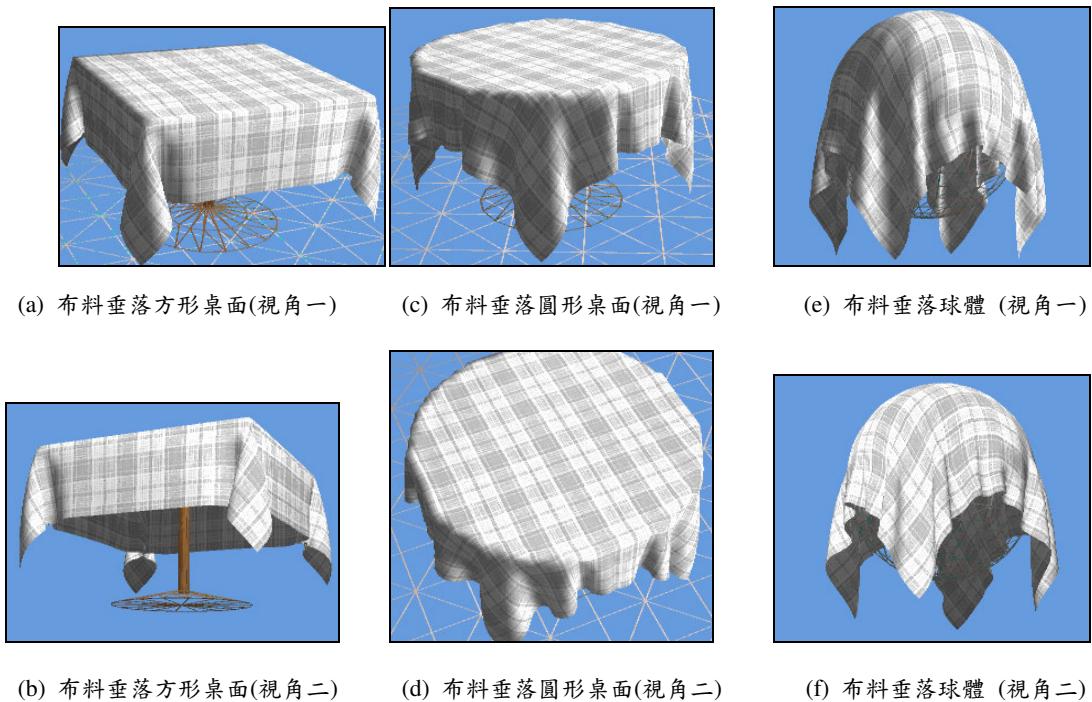 (a) 布料垂落方形桌面(視角一)
(c) 布料垂落圓形桌面(視角一)
(e) 布料垂落球體 (視角一)
(b) 布料垂落方形桌面(視角二)
(d) 布料垂落圓形桌面(視角二)
(f) 布料垂落球體 (視角二)